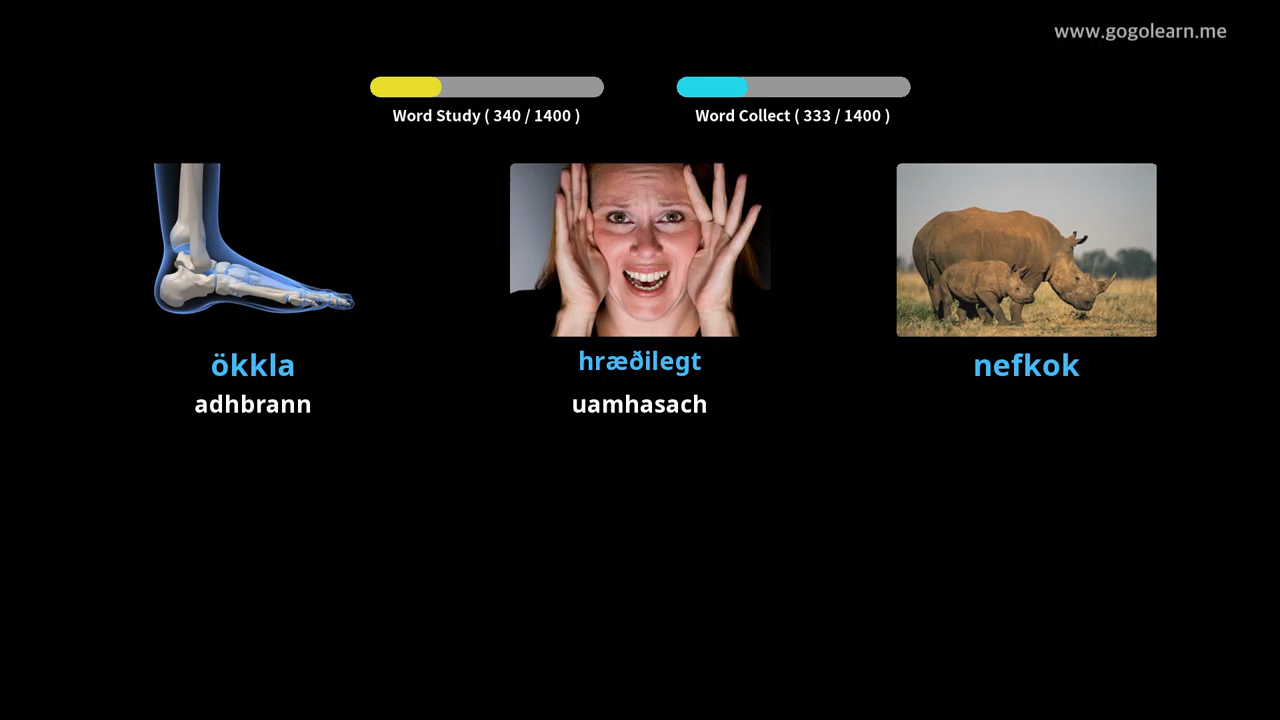 www.gogolearn.me
Word Study ( 340 / 1400 )
Word Collect ( 333 / 1400 )
ökkla
hræðilegt
nefkok
adhbrann
uamhasach